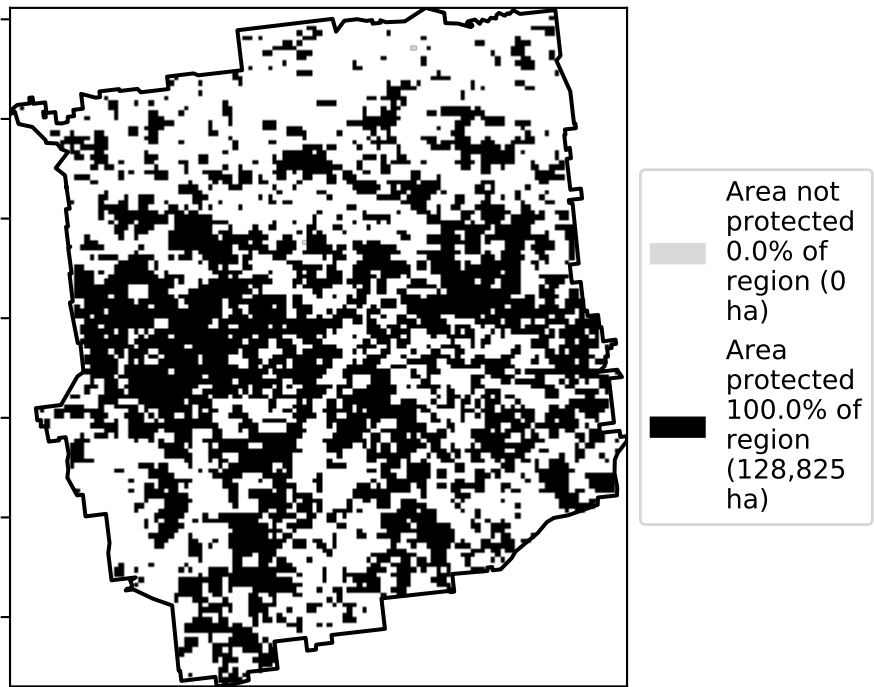 Area not
protected
0.0% of
region (0
ha)
Area
protected
100.0% of
region
(128,825
ha)